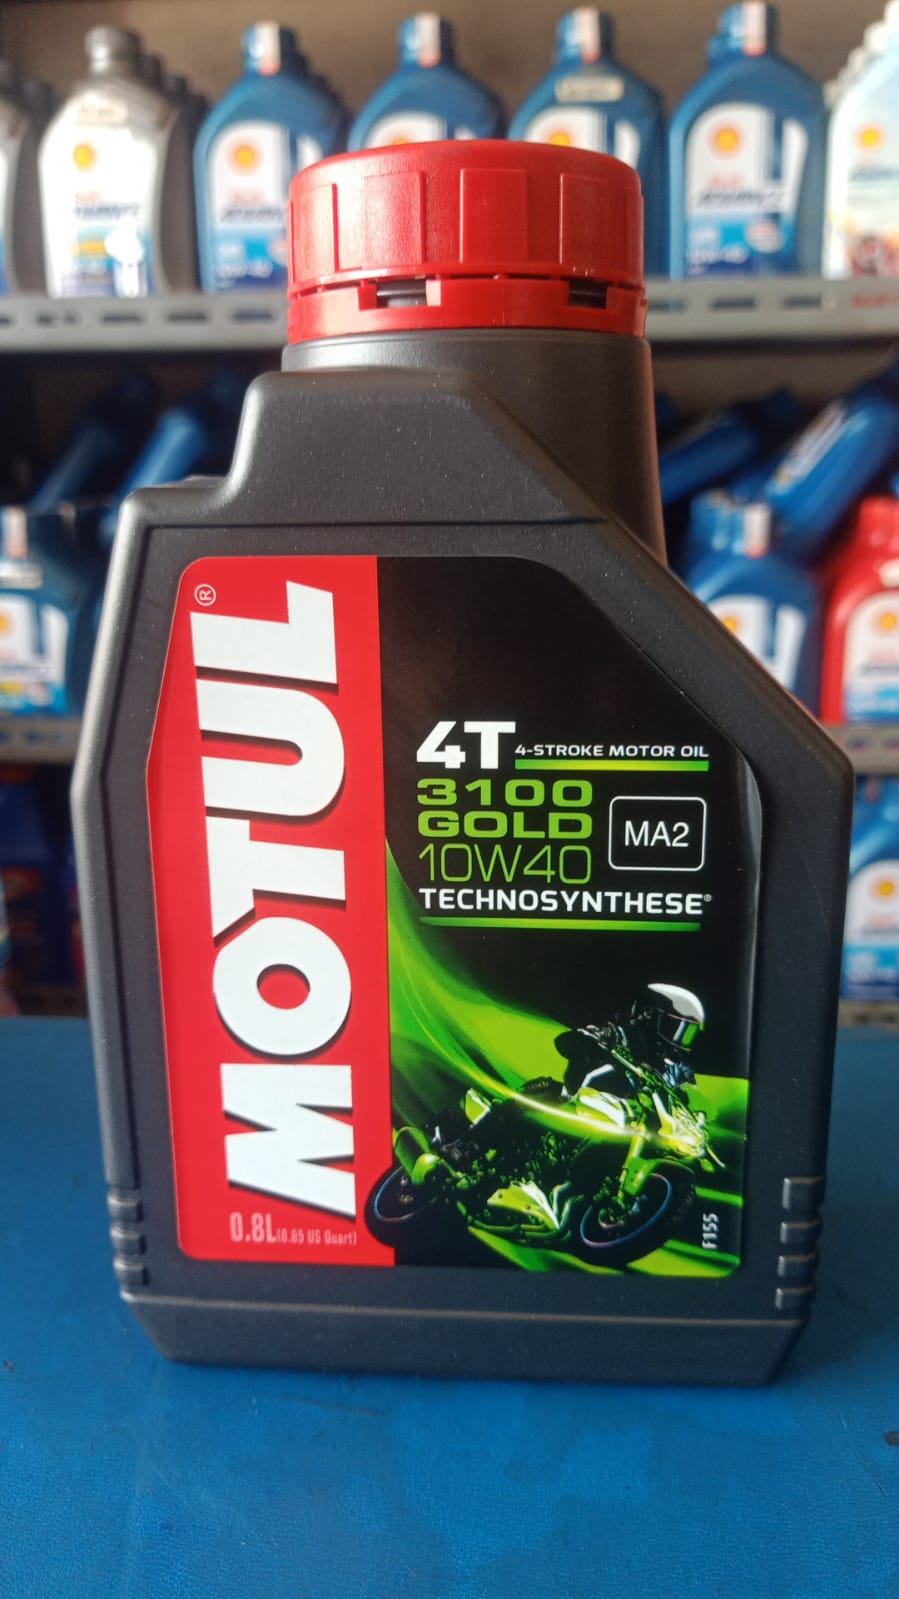 MOTUL®
4T 4-STROKE MOTOR OIL
3100
GOLD
10W40
MA2
TECHNOSYNTHESE®
0.8L(0.85 US Quart)
F155